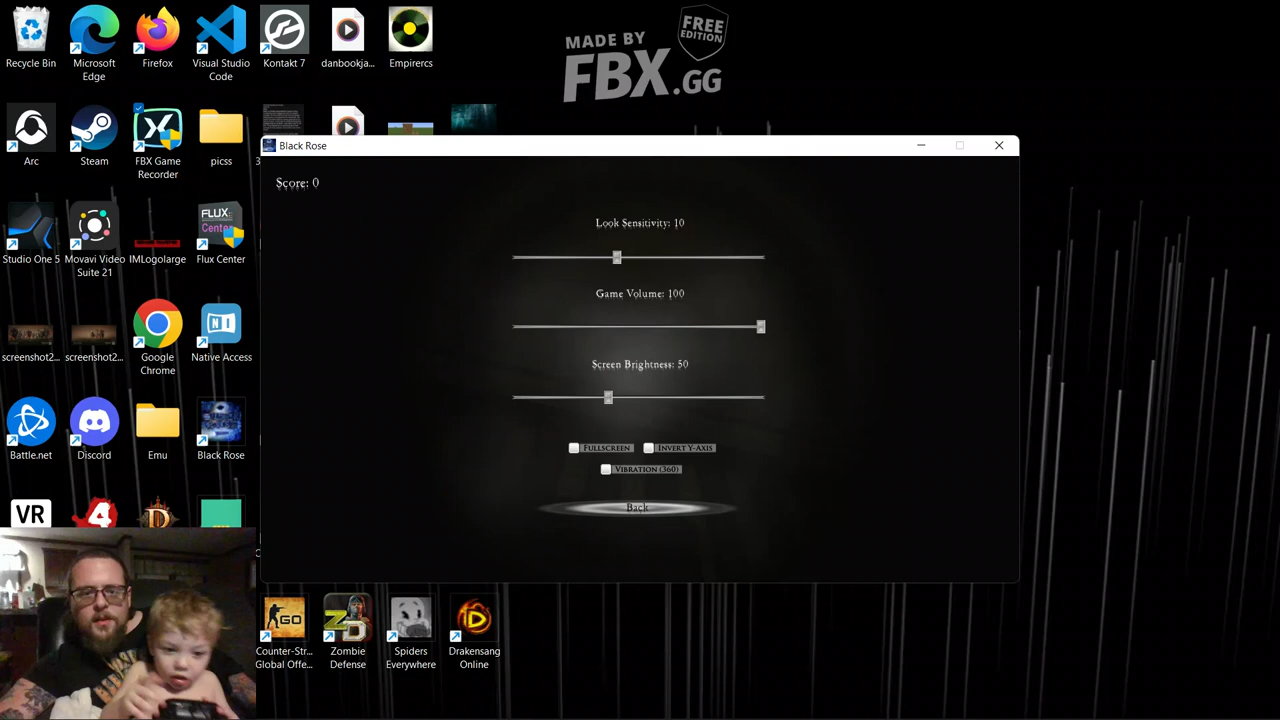 MADE BY
FBX.GG
FREE
EDITION
Recycle Bin
Microsoft
Edge
Firefox
Visual Studio
Code
Kontakt 7
danbookja...
Empirercs
Arc
Steam
FBX Game
Recorder
picss
Black Rose
Score: 0
Look Sensitivity: 10
Game Volume: 100
Screen Brightness: 50
FULLSCREEN
INVERT Y-AXIS
VIBRATION (360)
Back
Studio One 5
Movavi Video
Suite 21
IMLogolarge
FLUX
Center
Flux Center
screenshot2...
screenshot2...
Google
Chrome
NI
Native Access
Battle.net
Discord
Emu
Black Rose
VR
4
D
GO
Counter-Str...
Global Offe...
ZD
Zombie
Defense
Spiders
Everywhere
D
Drakensang
Online